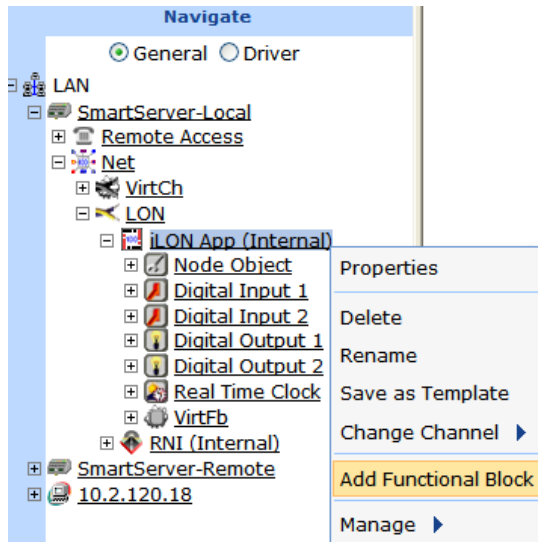 Navigate
General Driver
LAN
SmartServer-Local
Remote Access
Net
VirtCh
LON
iLON App (Internal)
Node Object
Digital Input 1
Digital Input 2
Digital Output 1
Digital Output 2
Real Time Clock
VirtFb
RNI (Internal)
SmartServer-Remote
10.2.120.18
Properties
Delete
Rename
Save as Template
Change Channel
Add Functional Block
Manage